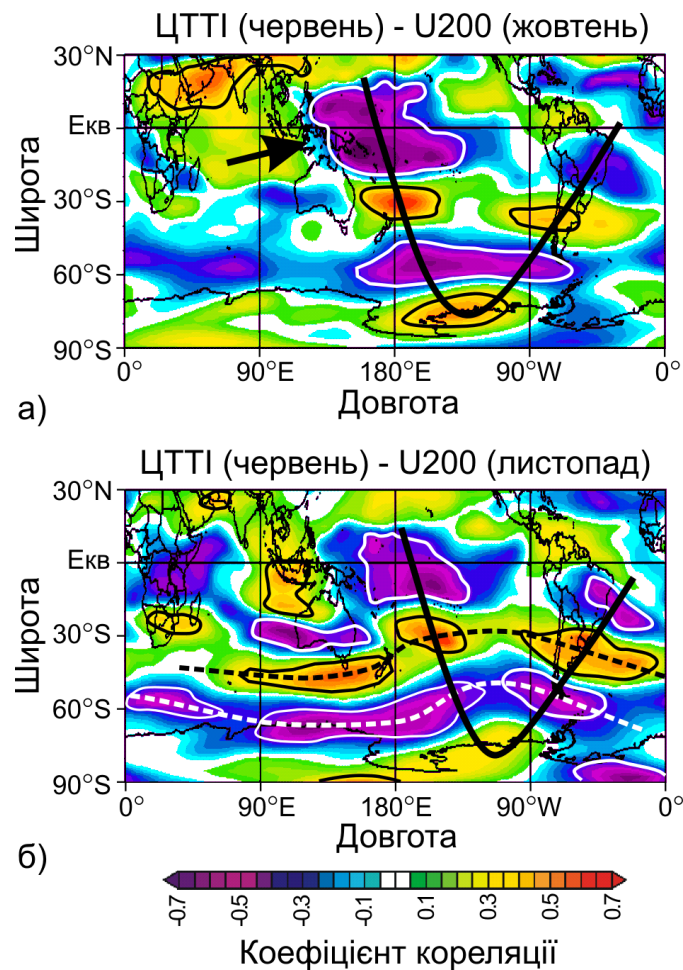 ЦТТІ (червень) - U200 (жовтень)
30°N
Екв
30°S
60°S
90°S
Широта
0°
90°E
180°E
90°W
0°
Довгота
а)
ЦТТІ (червень) - U200 (листопад)
30°N
Екв
30°S
60°S
90°S
Широта
0°
90°E
180°E
90°W
0°
Довгота
б)
-0.7
-0.5
-0.3
-0.1
0.1
0.3
0.5
0.7
Коефіцієнт кореляції